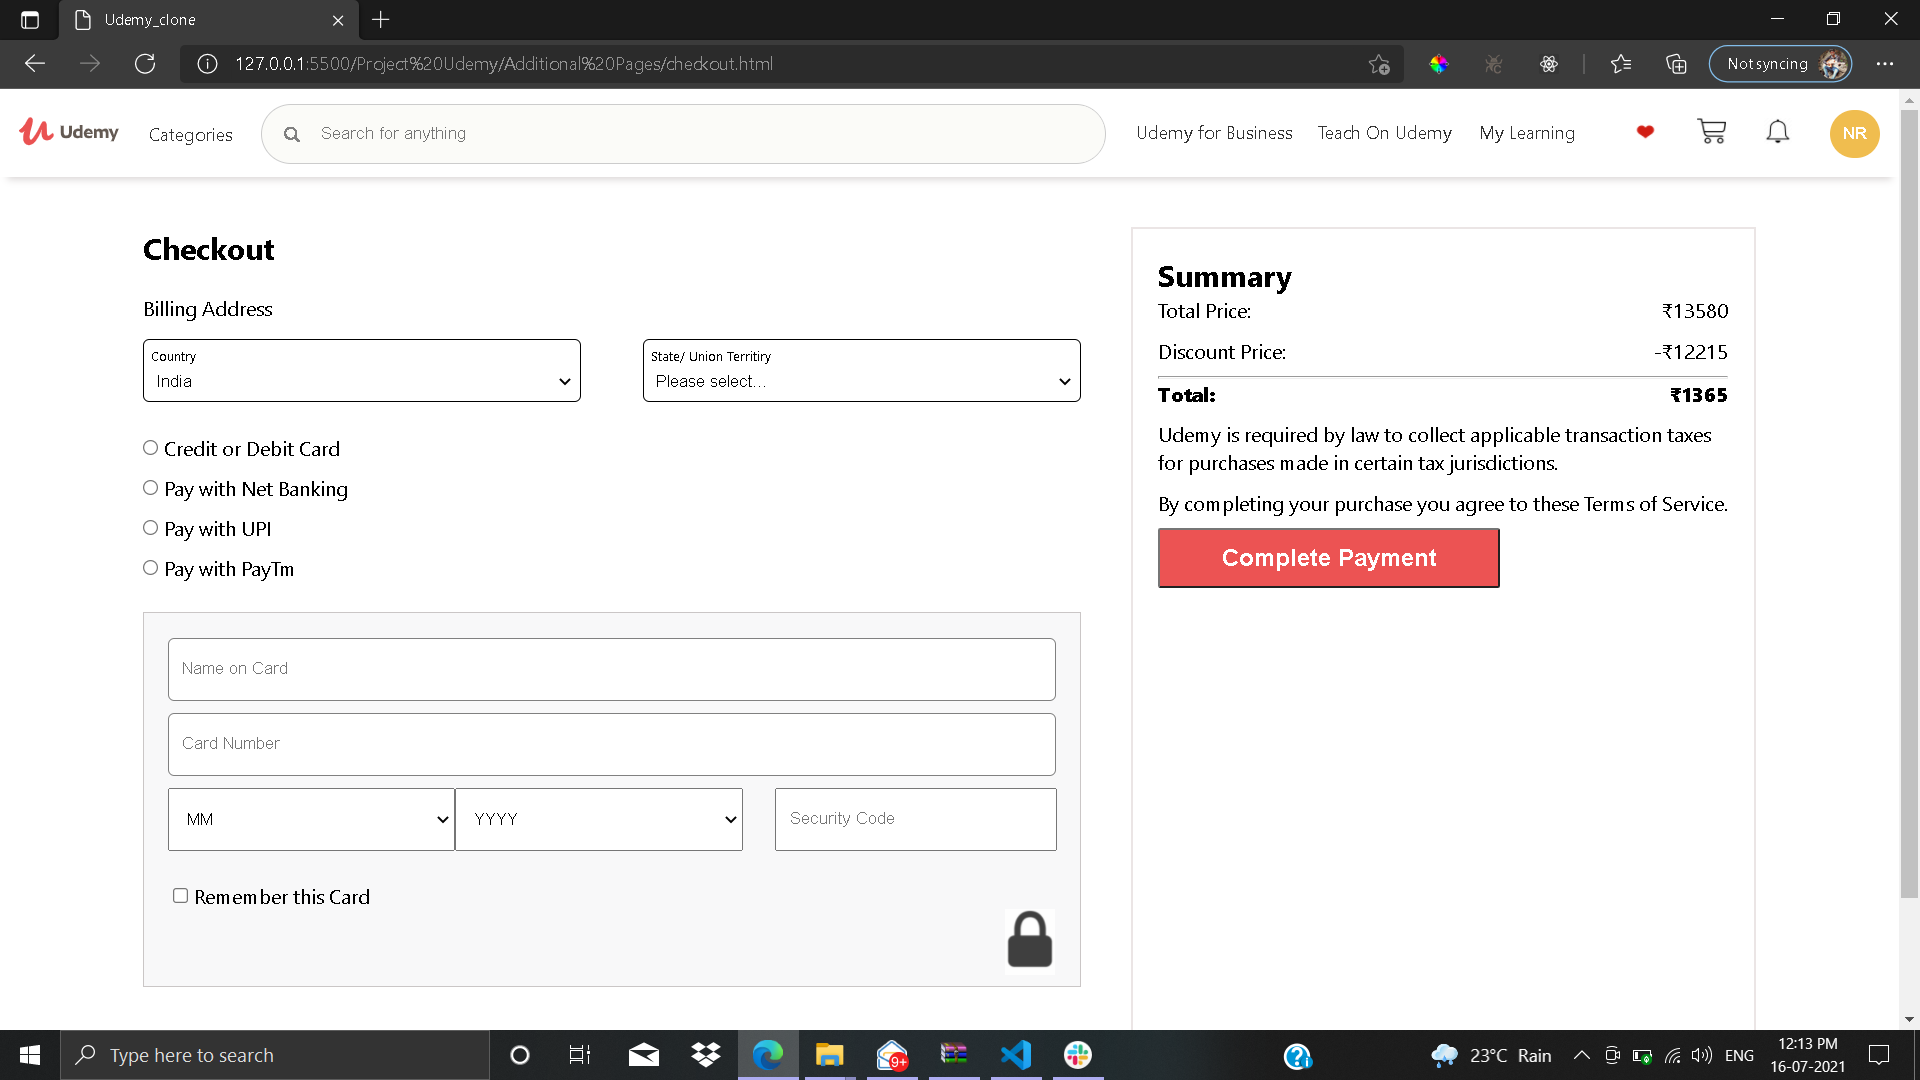 Udemy_clone
127.0.0.1:5500/Project%20Udemy/Additional%20Pages/checkout.html
Not syncing
Udemy
Categories
Search for anything
Udemy for Business
Teach On Udemy
My Learning
NR
Checkout
Billing Address
Country
India
State/ Union Territiry
Please select...
Credit or Debit Card
Pay with Net Banking
Pay with UPI
Pay with PayTm
Name on Card
Card Number
MM
YYYY
Security Code
Remember this Card
Summary
Total Price: ₹13580
Discount Price: -₹12215
Total: ₹1365
Udemy is required by law to collect applicable transaction taxes
for purchases made in certain tax jurisdictions.
By completing your purchase you agree to these Terms of Service.
Complete Payment
Type here to search
9+
23°C Rain
ENG
12:13 PM
16-07-2021